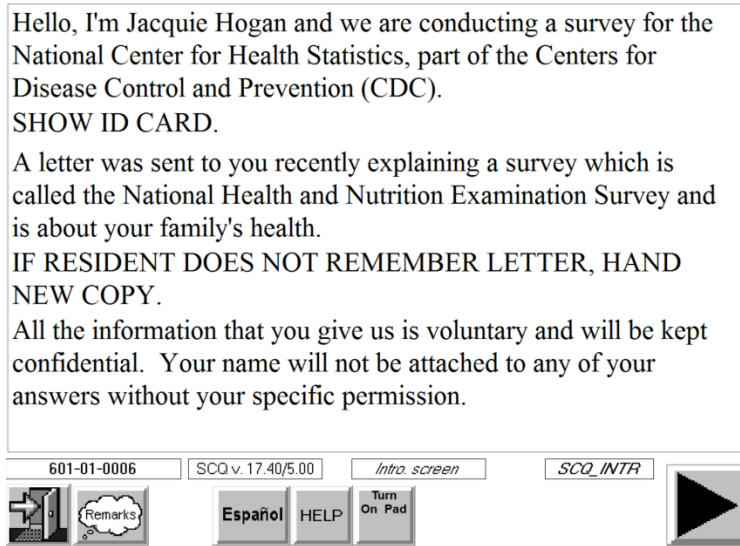 Hello, I'm Jacquie Hogan and we are conducting a survey for the
National Center for Health Statistics, part of the Centers for
Disease Control and Prevention (CDC).
SHOW ID CARD.
A letter was sent to you recently explaining a survey which is
called the National Health and Nutrition Examination Survey and
is about your family's health.
IF RESIDENT DOES NOT REMEMBER LETTER, HAND
NEW COPY.
All the information that you give us is voluntary and will be kept
confidential.  Your name will not be attached to any of your
answers without your specific permission.
601-01-0006 SCQ v. 17.40/5.00 Intro. screen SCQ_INTR
Remarks Español HELP Turn
On Pad